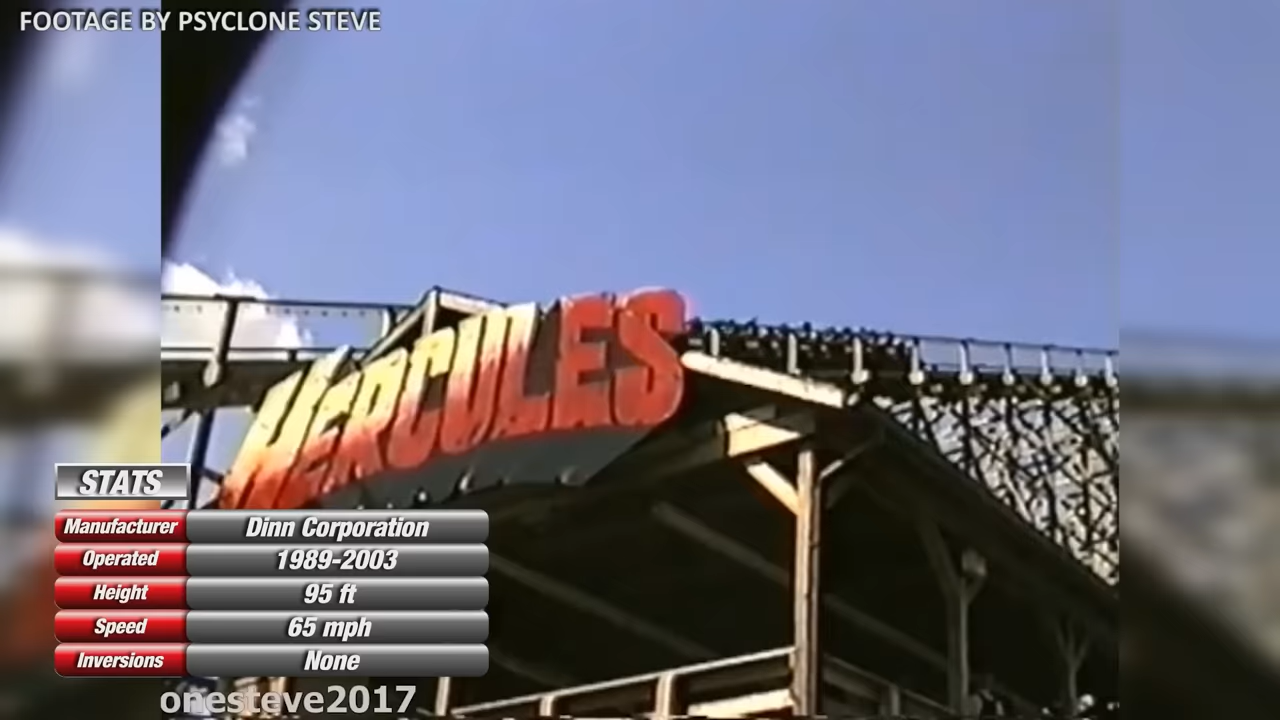 FOOTAGE BY PSYCLONE STEVE
HERCULES
STATS
Manufacturer Dinn Corporation
Operated 1989-2003
Height 95 ft
Speed 65 mph
Inversions None
onesteve2017